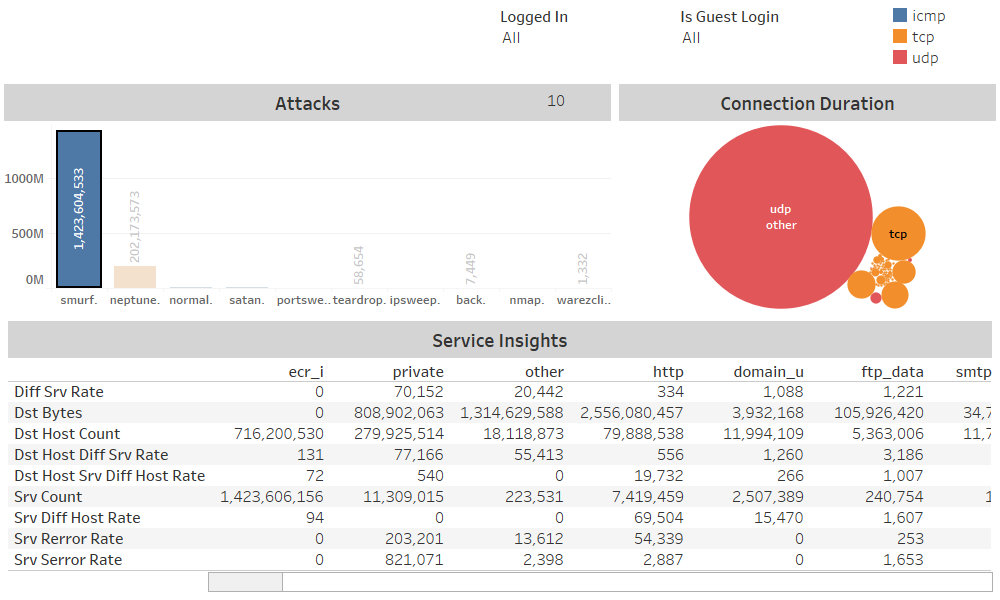 Logged In
All
Is Guest Login
All
icmp
tcp
udp
Attacks
10
Connection Duration
1000M
500M
0M
1,423,604,533
202,173,573
58,654
7,449
1,332
smurf. neptune. normal. satan. portswe.. teardrop. ipsweep. back. nmap. warezcli..
udp
other
tcp
Service Insights
ecr_i private other http domain_u ftp_data smtp
Diff Srv Rate 0 70,152 20,442 334 1,088 1,221
Dst Bytes 0 808,902,063 1,314,629,588 2,556,080,457 3,932,168 105,926,420 34,7
Dst Host Count 716,200,530 279,925,514 18,118,873 79,888,538 11,994,109 5,363,006 11,7
Dst Host Diff Srv Rate 131 77,166 55,413 556 1,260 3,186
Dst Host Srv Diff Host Rate 72 540 0 19,732 266 1,007
Srv Count 1,423,606,156 11,309,015 223,531 7,419,459 2,507,389 240,754 1
Srv Diff Host Rate 94 0 0 69,504 15,470 1,607
Srv Rerror Rate 0 203,201 13,612 54,339 0 253
Srv Serror Rate 0 821,071 2,398 2,887 0 1,653